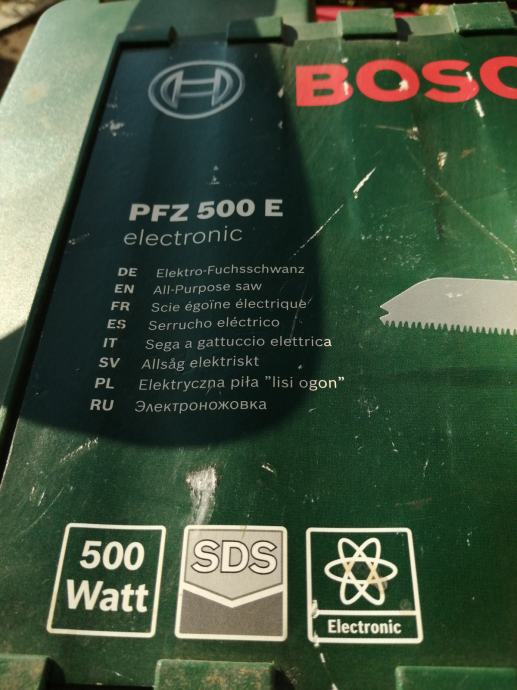 BOSC
PFZ 500 E
electronic
DE Elektro-Fuchsschwanz
EN All-Purpose saw
FR Scie égoïne électrique
ES Serrucho eléctrico
IT Sega a gattuccio elettrica
SV Allsåg elektriskt
PL Elektryczna piła "lisi ogon"
RU Электроножовка
500 Watt
SDS
Electronic